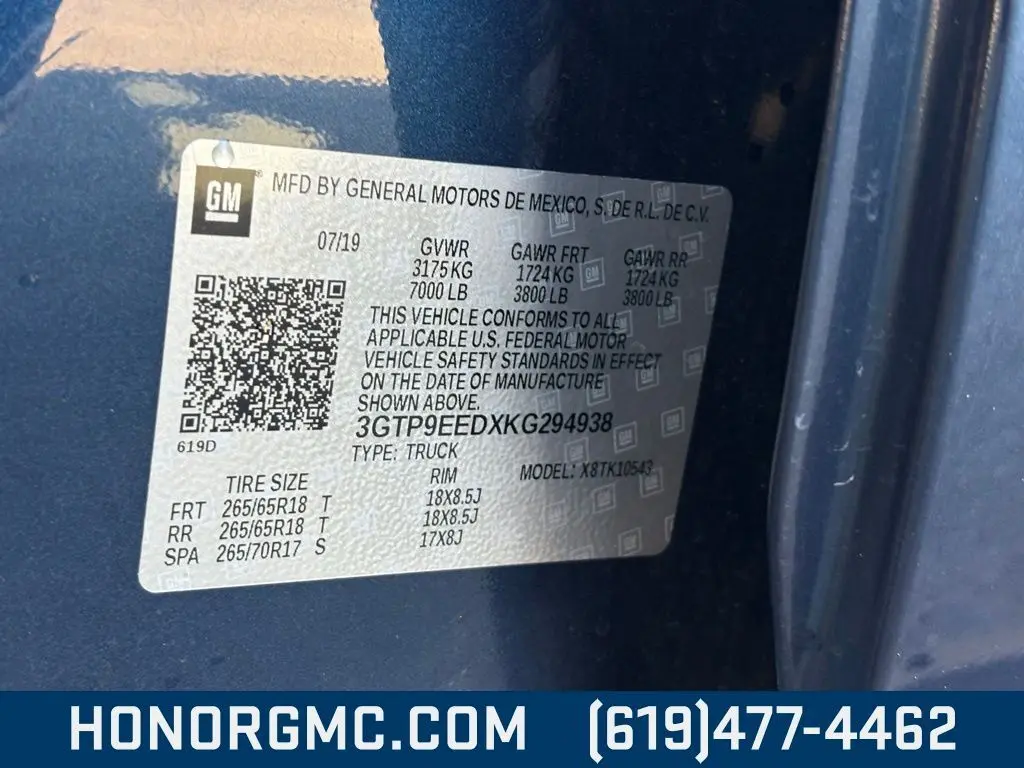 GM
MFD BY GENERAL MOTORS DE MEXICO, S. DE R.L. DE C.V.
07/19 GVWR GAWR FRT GAWR RR
3175 KG 1724 KG 1724 KG
7000 LB 3800 LB 3800 LB
THIS VEHICLE CONFORMS TO ALL
APPLICABLE U.S. FEDERAL MOTOR
VEHICLE SAFETY STANDARDS IN EFFECT
ON THE DATE OF MANUFACTURE
SHOWN ABOVE.
3GTP9EEDXKG294938
619D
TYPE: TRUCK
MODEL: X8TK10543
TIRE SIZE RIM
FRT 265/65R18 T 18X8.5J
RR 265/65R18 T 18X8.5J
SPA 265/70R17 S 17X8J
HONORGMC.COM (619)477-4462